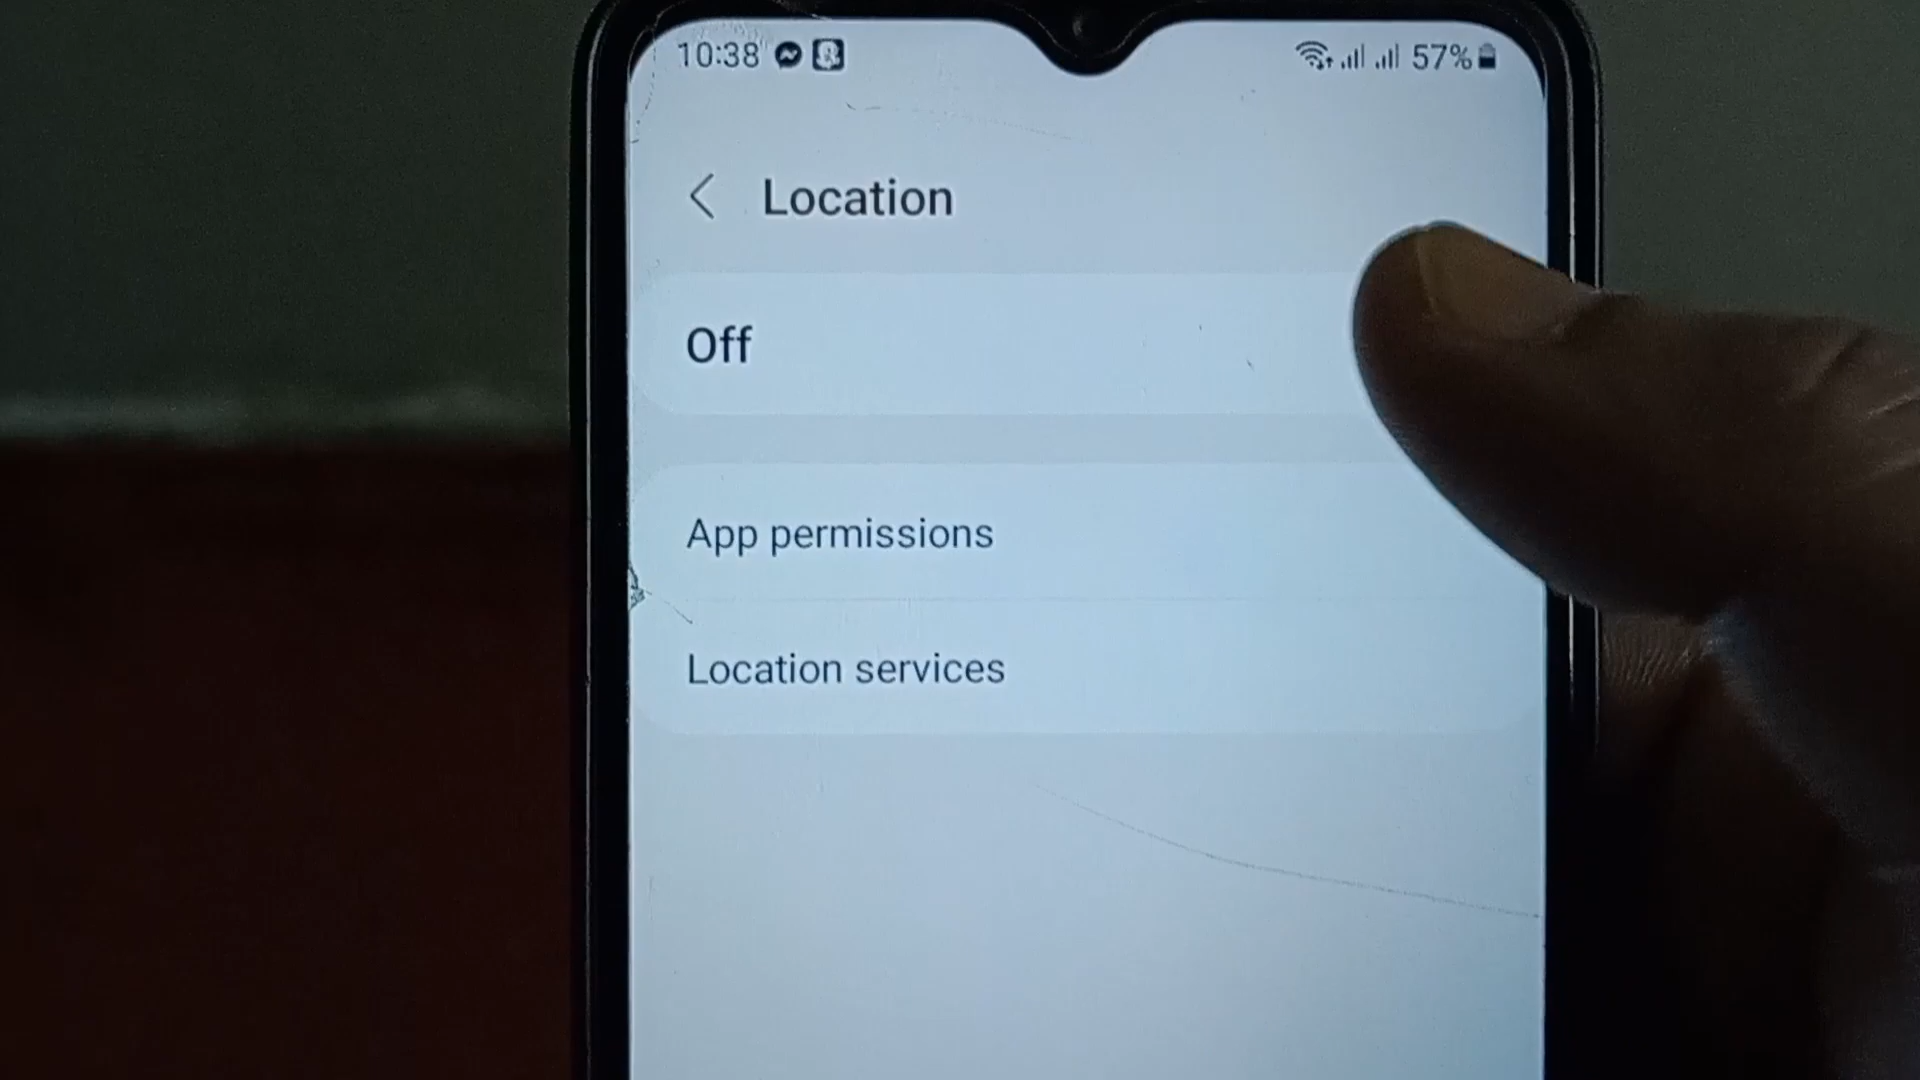 10:38 57%
Location
Off
App permissions
Location services